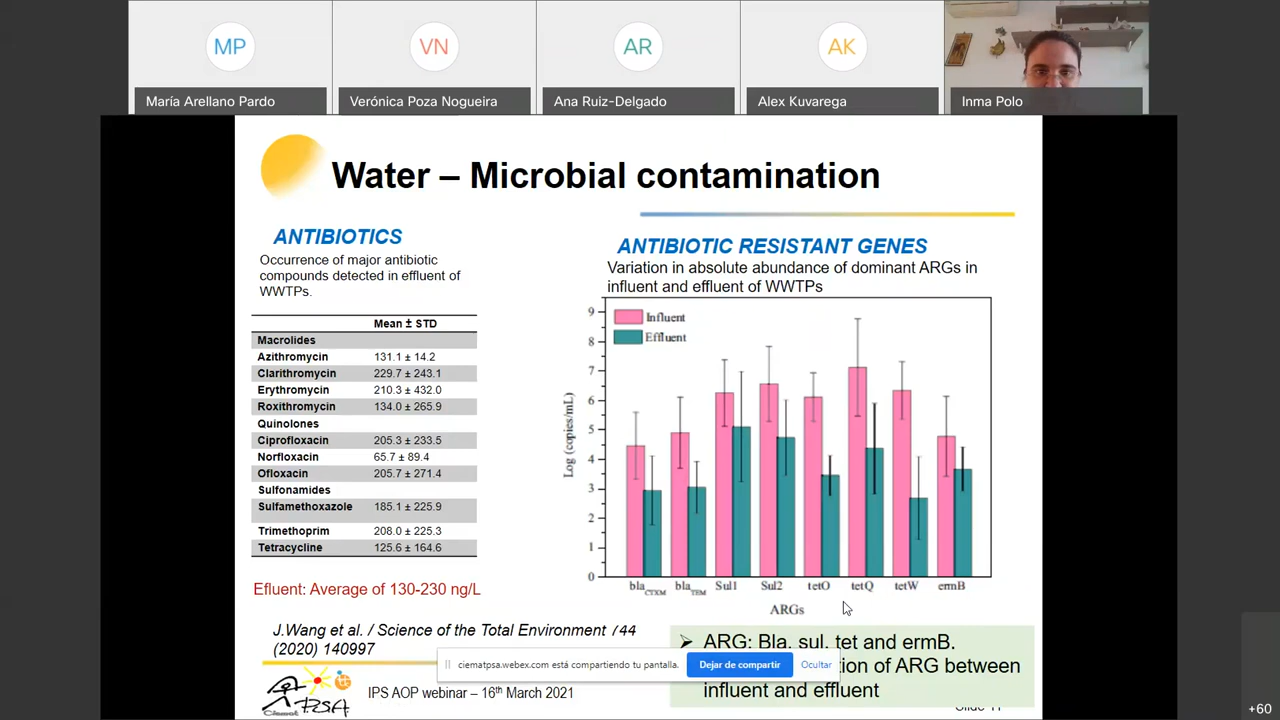 MP
VN
AR
AK
María Arellano Pardo
Verónica Poza Nogueira
Ana Ruiz-Delgado
Alex Kuvarega
Inma Polo
Water – Microbial contamination
ANTIBIOTICS
Occurrence of major antibiotic
compounds detected in effluent of
WWTPs.
Mean ± STD
Macrolides
Azithromycin 131.1 ± 14.2
Clarithromycin 229.7 ± 243.1
Erythromycin 210.3 ± 432.0
Roxithromycin 134.0 ± 265.9
Quinolones
Ciprofloxacin 205.3 ± 233.5
Norfloxacin 65.7 ± 89.4
Ofloxacin 205.7 ± 271.4
Sulfonamides
Sulfamethoxazole 185.1 ± 225.9
Trimethoprim 208.0 ± 225.3
Tetracycline 125.6 ± 164.6
Efluent: Average of 130-230 ng/L
J.Wang et al. / Science of the Total Environment 744
(2020) 140997
ANTIBIOTIC RESISTANT GENES
Variation in absolute abundance of dominant ARGs in
influent and effluent of WWTPs
Influent
Effluent
Log (copies/mL)
9
8
7
6
5
4
3
2
1
0
blaCTXM blaTEM Sul1 Sul2 tetO tetQ tetW ermB
ARGs
ARG: Bla, sul, tet and ermB.
tion of ARG between
influent and effluent
ciematpsa.webex.com está compartiendo tu pantalla. Dejar de compartir Ocultar
Ciemat PSA
IPS AOP webinar – 16th March 2021
+60